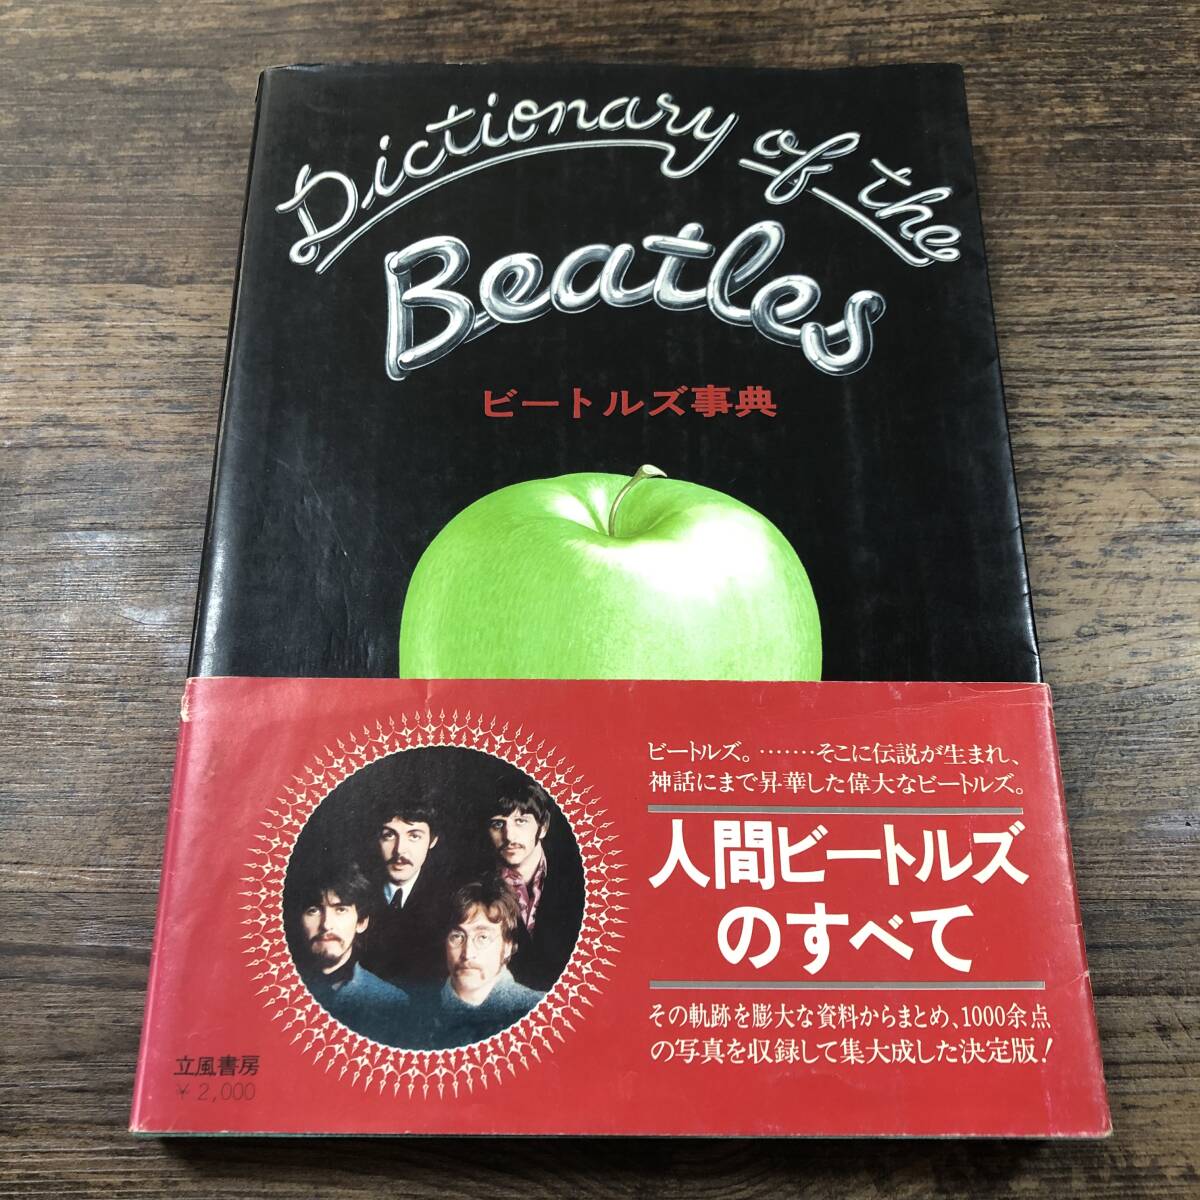 Dictionary of the
Beatles
ビートルズ事典
ビートルズ。………そこに伝説が生まれ、
神話にまで昇華した偉大なビートルズ。
人間ビートルズ
のすべて
その軌跡を膨大な資料からまとめ、1000余点
の写真を収録して集大成した決定版!
立風書房
¥2,000